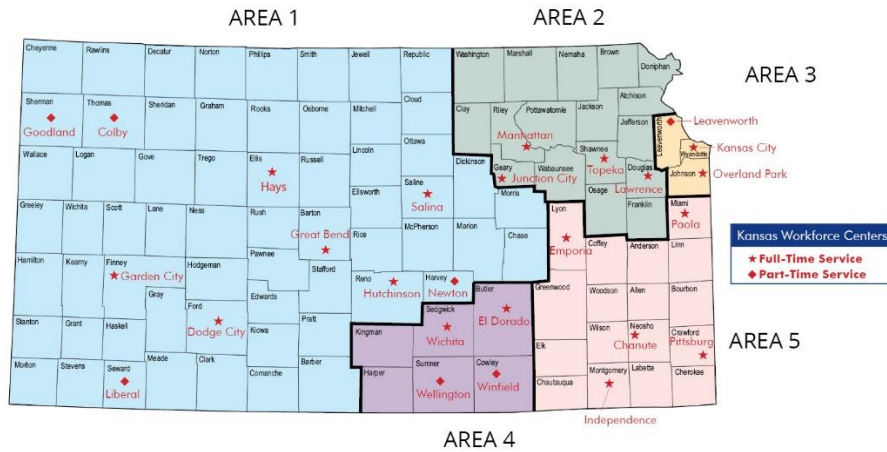 AREA 1
AREA 2
AREA 3
Cheyenne Rawlins Decatur Norton Phillips Smith Jewell Republic Washington Marshall Nemaha Brown Doniphan
Sherman Thomas Sheridan Graham Rooks Osborne Mitchell Cloud Clay Riley Pottawatomie Jackson Atchison Jefferson Leavenworth Wyandotte
Goodland Colby Manhattan Leavenworth
Kansas City
Ottawa Lincoln Shawnee
Wallace Logan Gove Trego Ellis Russell Dickinson Geary Wabaunsee Douglas Johnson
Hays Saline Salina Junction City Topeka Lawrence Overland Park
Ellsworth Morris Osage Franklin Miami
Greeley Wichita Scott Lane Ness Rush Barton Rice McPherson Marion Chase Lyon Paola
Great Bend Emporia Coffey Anderson Linn
Kansas Workforce Centers
Full-Time Service
Part-Time Service
Hamilton Kearny Finney Hodgeman Pawnee Stafford Reno Harvey Butler Greenwood Woodson Allen Bourbon
Garden City Hutchinson Newton
Gray Ford Edwards Sedgwick
Dodge City Wichita El Dorado
Stanton Grant Haskell Kiowa Pratt Kingman Wilson Neosho Crawford
Chanute Pittsburg
AREA 5
Morton Stevens Seward Meade Clark Comanche Barber Harper Sumner Cowley Elk Chautauqua Montgomery Labette Cherokee
Liberal Wellington Winfield
Independence
AREA 4